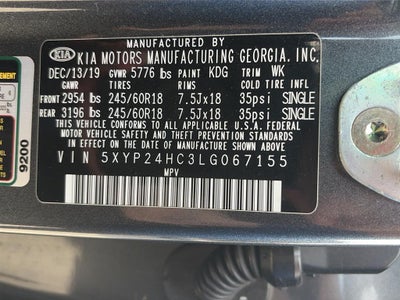 MANUFACTURED BY
KIA KIA MOTORS MANUFACTURING GEORGIA, INC.
DEC/13/19 GVWR 5776 lbs PAINT KDG TRIM WK
GAWR TIRES RIMS COLD TIRE INFL
FRONT 2954 lbs 245/60R18 7.5Jx18 35psi SINGLE
REAR 3196 lbs 245/60R18 7.5Jx18 35psi SINGLE
THIS VEHICLE CONFORMS TO ALL APPLICABLE U.S.A. FEDERAL
MOTOR VEHICLE SAFETY AND THEFT PREVENTION STANDARDS
IN EFFECT ON THE DATE OF MANUFACTURE SHOWN ABOVE.
VIN 5XYP24HC3LG067155
MPV
9200